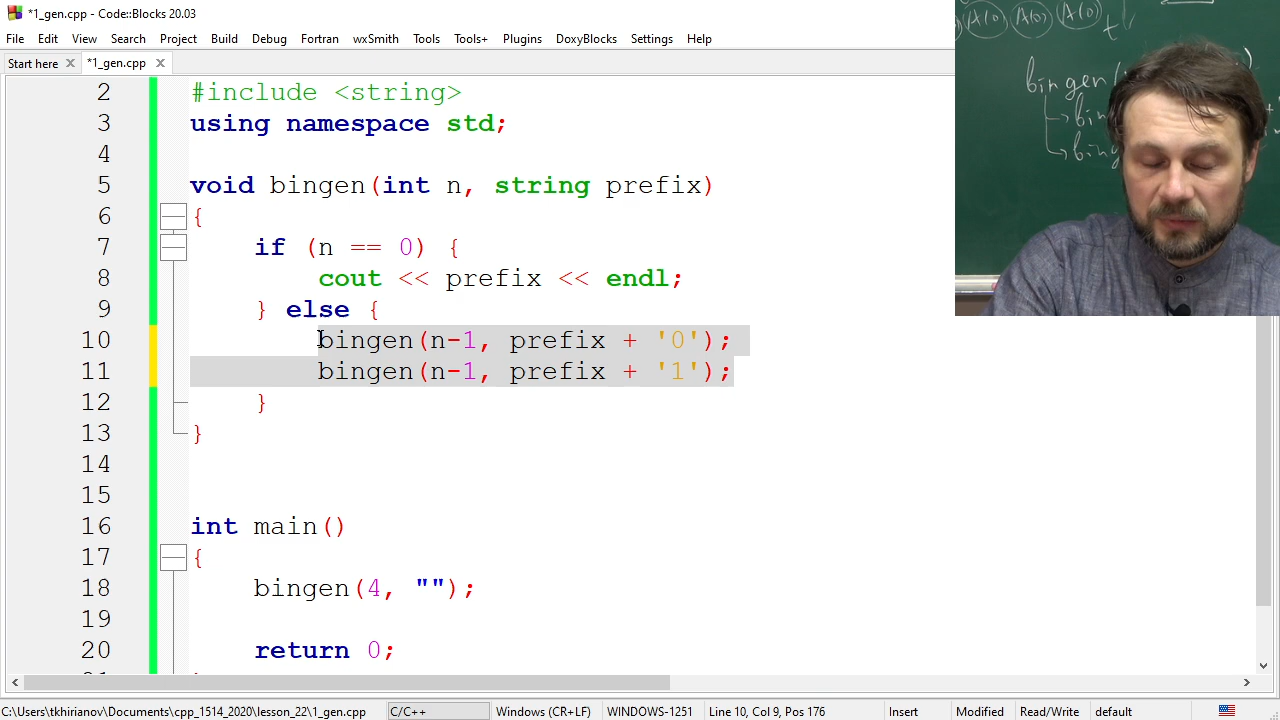 *1_gen.cpp - Code::Blocks 20.03
File Edit View Search Project Build Debug Fortran wxSmith Tools Tools+ Plugins DoxyBlocks Settings Help
Start here *1_gen.cpp
2 #include <string>
3 using namespace std;
4
5 void bingen(int n, string prefix)
6 {
7 if (n == 0) {
8 cout << prefix << endl;
9 } else {
10 bingen(n-1, prefix + '0');
11 bingen(n-1, prefix + '1');
12 }
13 }
14
15
16 int main()
17 {
18 bingen(4, "");
19
20 return 0;
A(0) A(0) A(0)
bingen(
C:\Users\tkhirianov\Documents\cpp_1514_2020\lesson_22\1_gen.cpp C/C++ Windows (CR+LF) WINDOWS-1251 Line 10, Col 9, Pos 176 Insert Modified Read/Write default